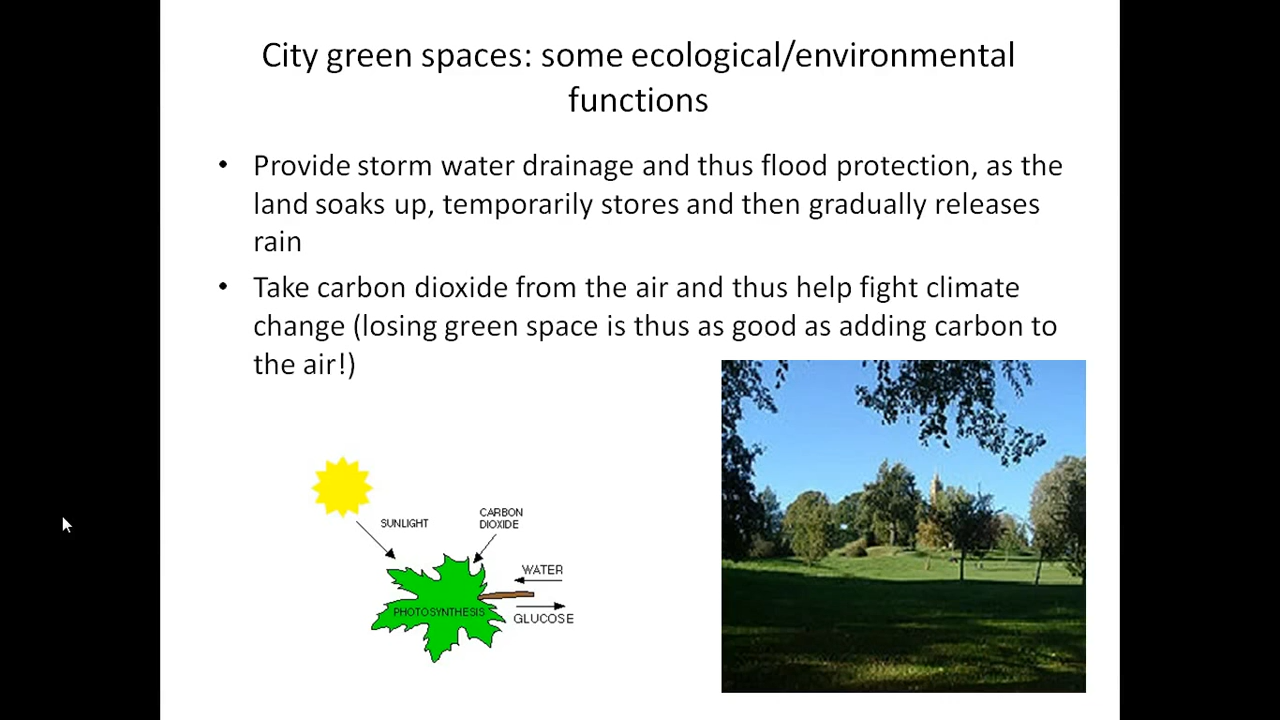 City green spaces: some ecological/environmental
functions
• Provide storm water drainage and thus flood protection, as the
land soaks up, temporarily stores and then gradually releases
rain
• Take carbon dioxide from the air and thus help fight climate
change (losing green space is thus as good as adding carbon to
the air!)
SUNLIGHT
CARBON
DIOXIDE
WATER
PHOTOSYNTHESIS
GLUCOSE